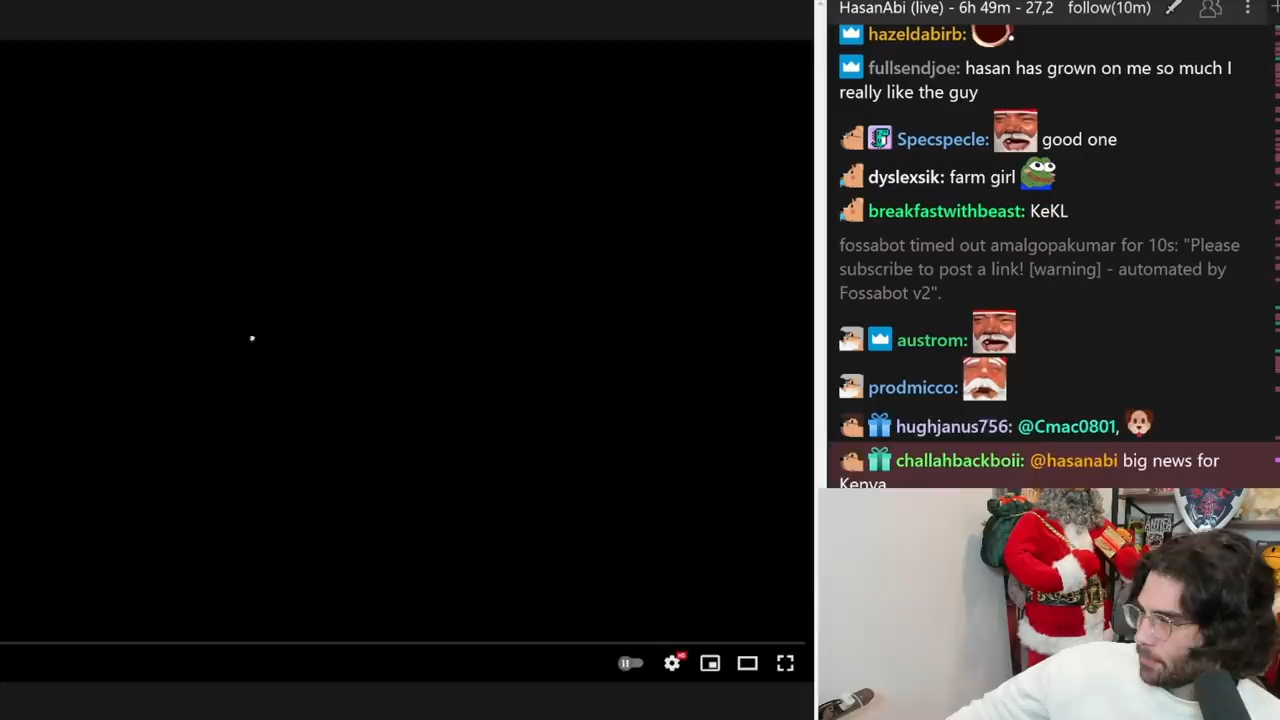 HasanAbi (live) - 6h 49m - 27,2 follow(10m)
hazeldabirb:
fullsendjoe: hasan has grown on me so much I
really like the guy
Specspecle: good one
dyslexsik: farm girl
breakfastwithbeast: KeKL
fossabot timed out amalgopakumar for 10s: "Please
subscribe to post a link! [warning] - automated by
Fossabot v2".
austrom:
prodmicco:
hughjanus756: @Cmac0801,
challahbackboii: @hasanabi big news for
Kenya
HD
ANTIFA